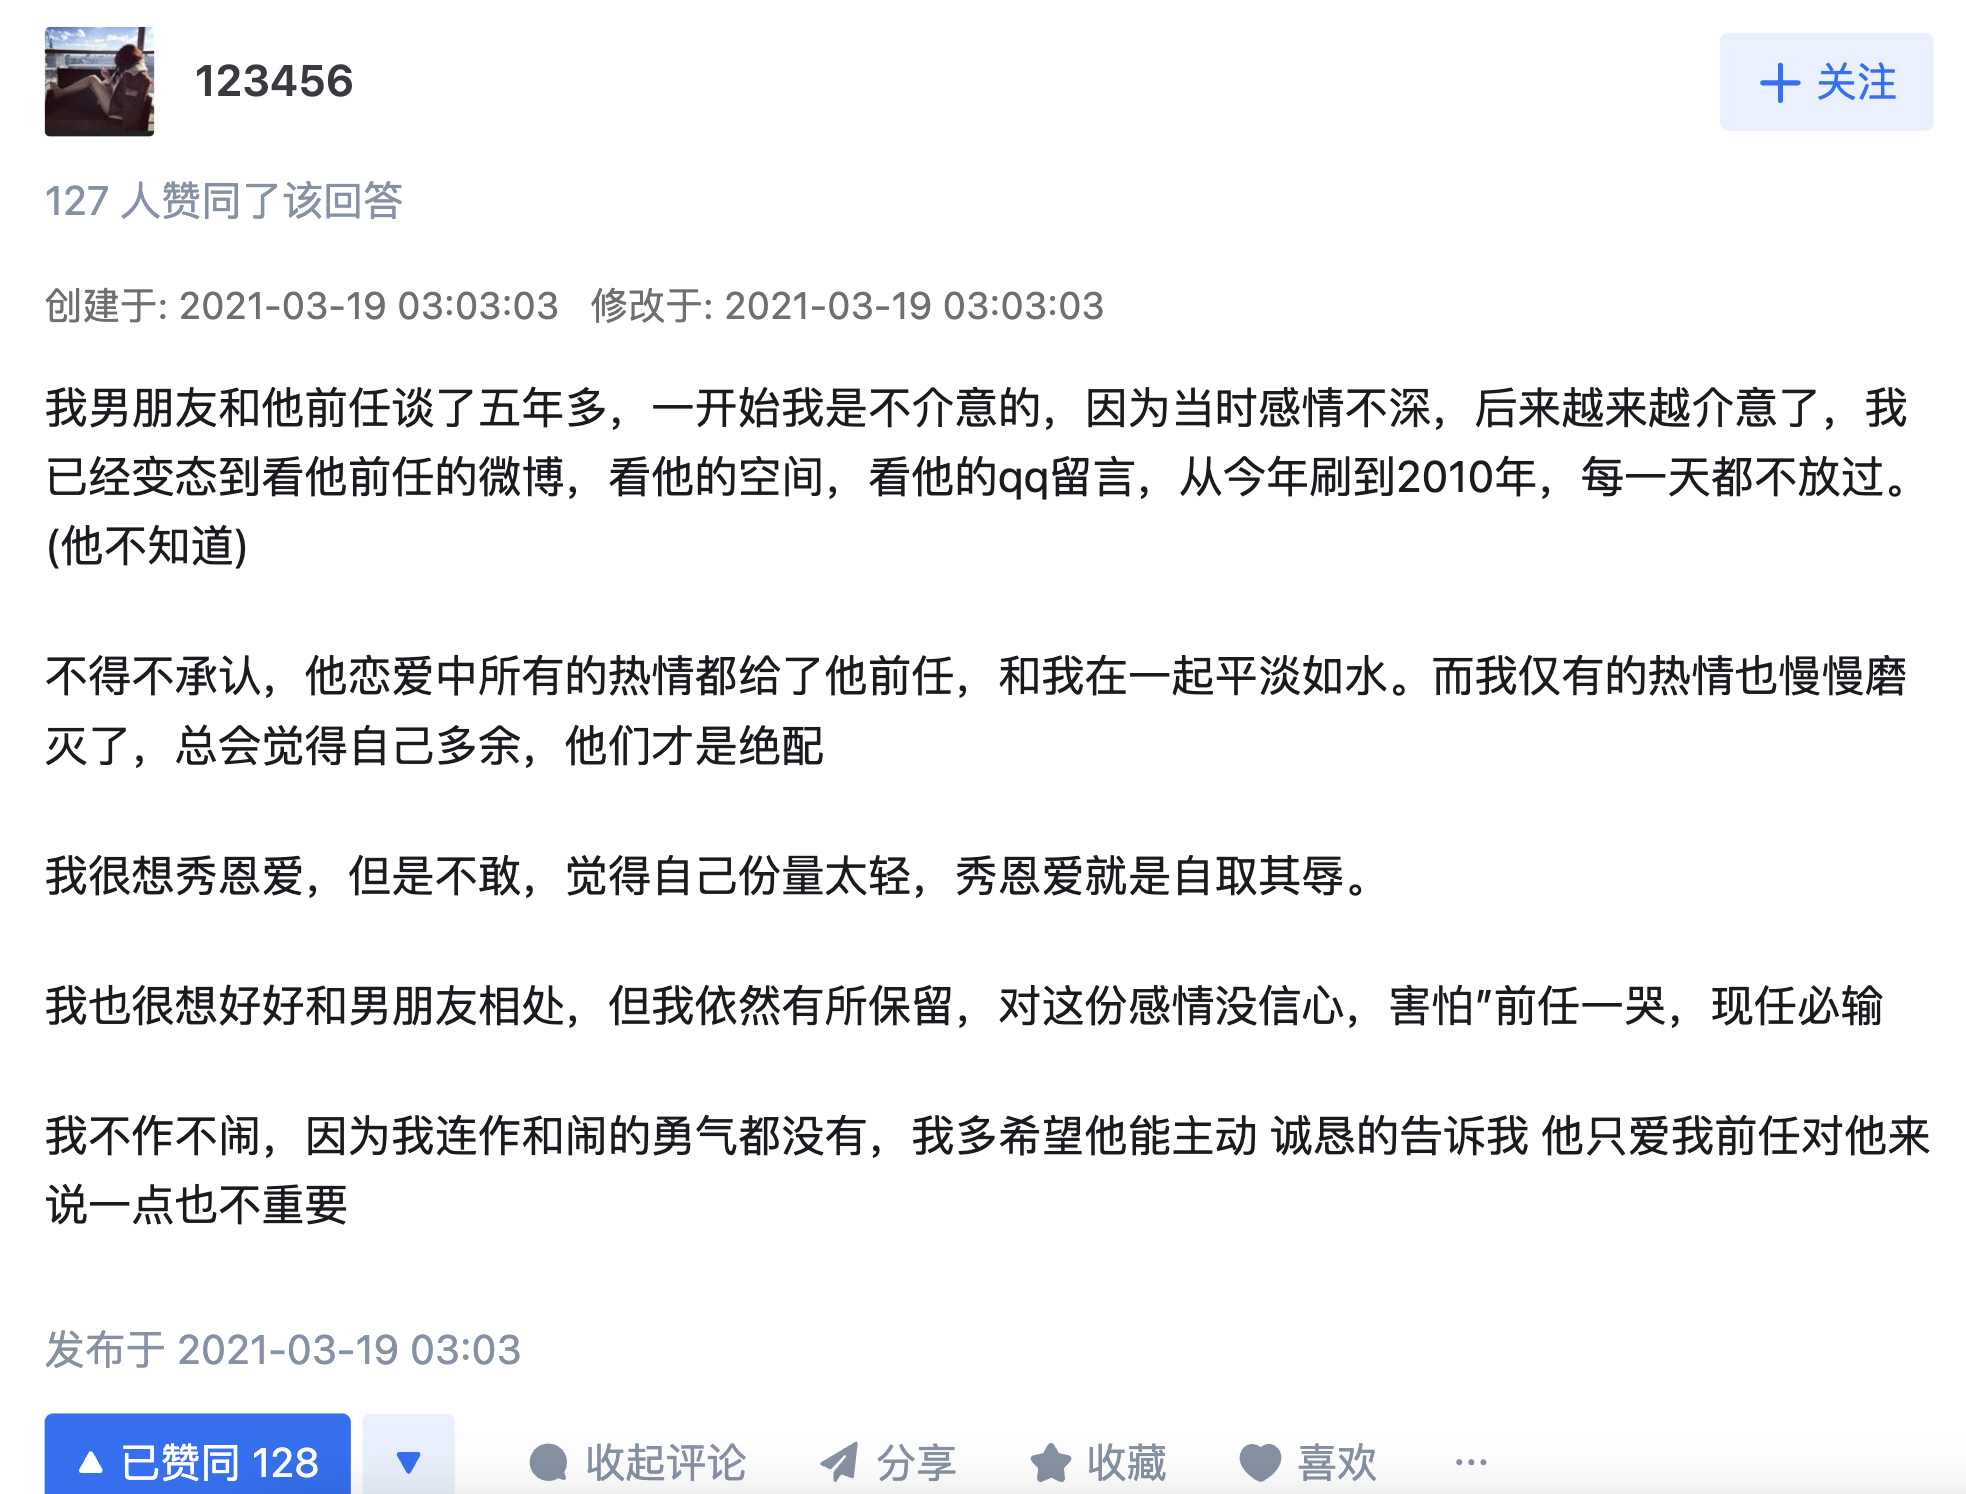 123456
+ 关注
127 人赞同了该回答
创建于: 2021-03-19 03:03:03 修改于: 2021-03-19 03:03:03
我男朋友和他前任谈了五年多，一开始我是不介意的，因为当时感情不深，后来越来越介意了，我
已经变态到看他前任的微博，看他的空间，看他的qq留言，从今年刷到2010年，每一天都不放过。
(他不知道)
不得不承认，他恋爱中所有的热情都给了他前任，和我在一起平淡如水。而我仅有的热情也慢慢磨
灭了，总会觉得自己多余，他们才是绝配
我很想秀恩爱，但是不敢，觉得自己份量太轻，秀恩爱就是自取其辱。
我也很想好好和男朋友相处，但我依然有所保留，对这份感情没信心，害怕"前任一哭，现任必输
我不作不闹，因为我连作和闹的勇气都没有，我多希望他能主动 诚恳的告诉我 他只爱我前任对他来
说一点也不重要
发布于 2021-03-19 03:03
已赞同 128 收起评论 分享 收藏 喜欢 ···